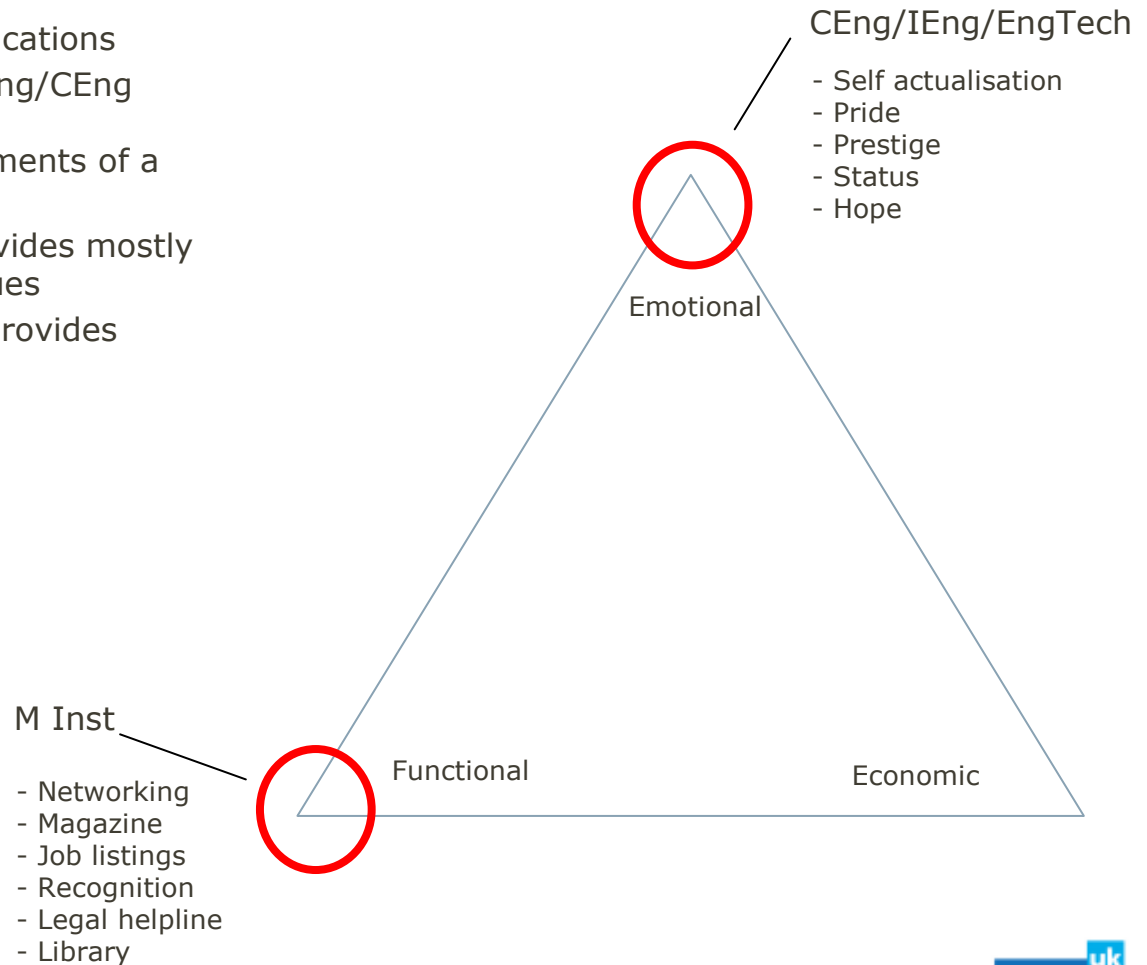 cations
ng/CEng
ments of a
vides mostly
ues
rovides
CEng/IEng/EngTech
- Self actualisation
- Pride
- Prestige
- Status
- Hope
Emotional
M Inst
- Networking
- Magazine
- Job listings
- Recognition
- Legal helpline
- Library
Functional
Economic
uk